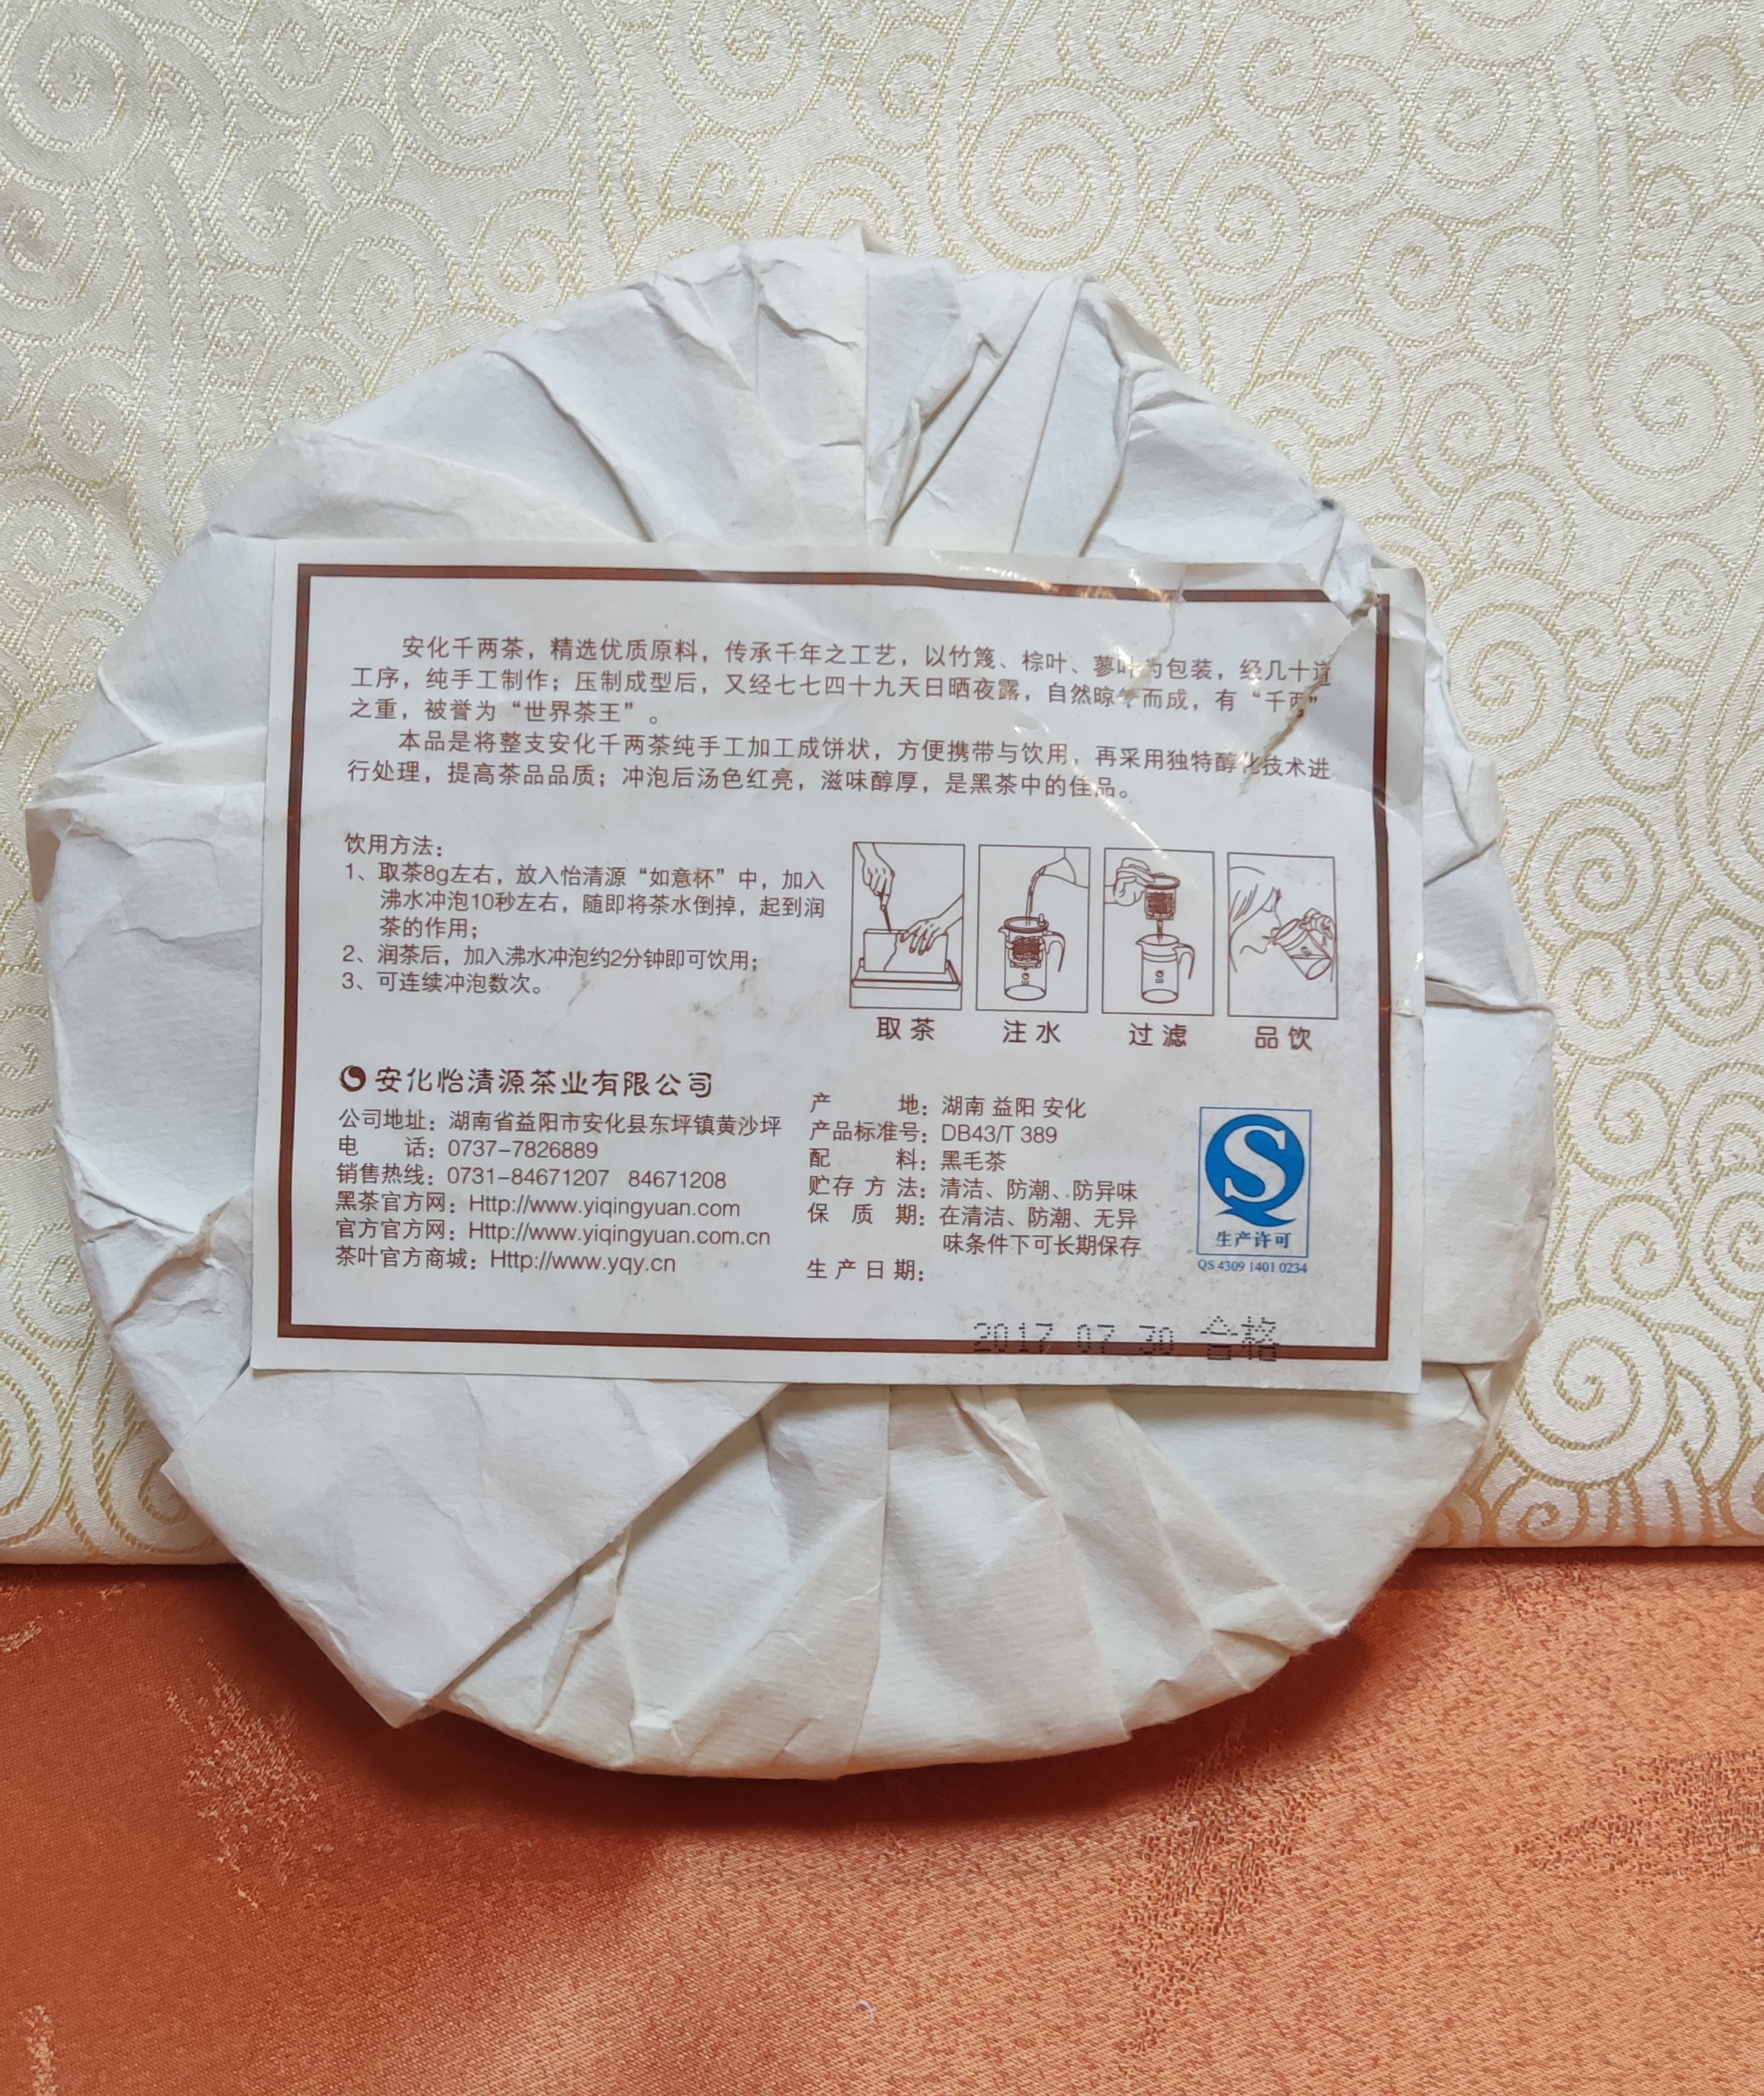 安化千两茶，精选优质原料，传承千年之工艺，以竹篾、棕叶、蓼叶为包装，经几十道
工序，纯手工制作；压制成型后，又经七七四十九天日晒夜露，自然晾干而成，有“千两”
之重，被誉为“世界茶王”。
本品是将整支安化千两茶纯手工加工成饼状，方便携带与饮用，再采用独特醇化技术进
行处理，提高茶品品质；冲泡后汤色红亮，滋味醇厚，是黑茶中的佳品。
饮用方法：
1、取茶8g左右，放入怡清源“如意杯”中，加入
沸水冲泡10秒左右，随即将茶水倒掉，起到润
茶的作用；
2、润茶后，加入沸水冲泡约2分钟即可饮用；
3、可连续冲泡数次。
取茶 注水 过滤 品饮
安化怡清源茶业有限公司
公司地址：湖南省益阳市安化县东坪镇黄沙坪
电 话：0737-7826889
销售热线：0731-84671207 84671208
黑茶官方网：Http://www.yiqingyuan.com
官方官方网：Http://www.yiqingyuan.com.cn
茶叶官方商城：Http://www.yqy.cn
产 地：湖南 益阳 安化
产品标准号：DB43/T 389
配 料：黑毛茶
贮存方法：清洁、防潮、防异味
保 质 期：在清洁、防潮、无异
味条件下可长期保存
生产日期：
2017 07 30 合格
生产许可
QS 4309 1401 0234